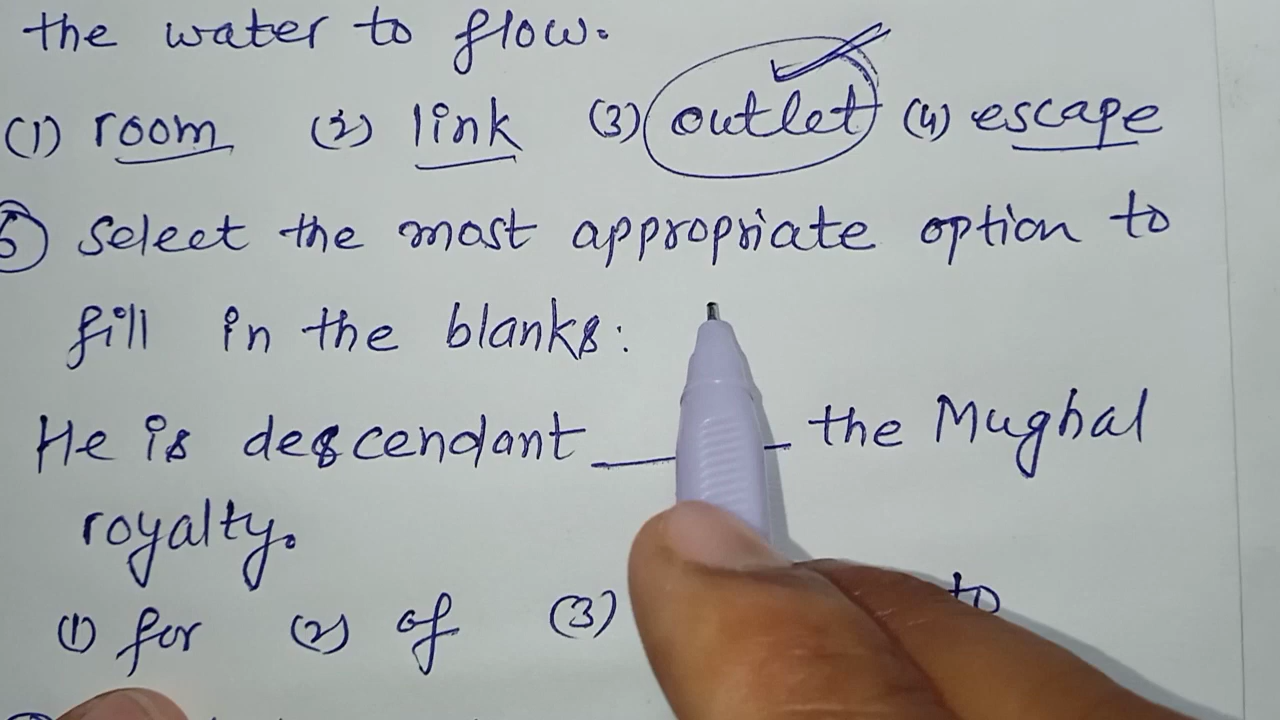 the water to flow.
(1) room (2) link (3) outlet (4) escape
5 Select the most appropriate option to
fill in the blanks:
He is descendant ____ the Mughal
royalty.
(1) for (2) of (3) to